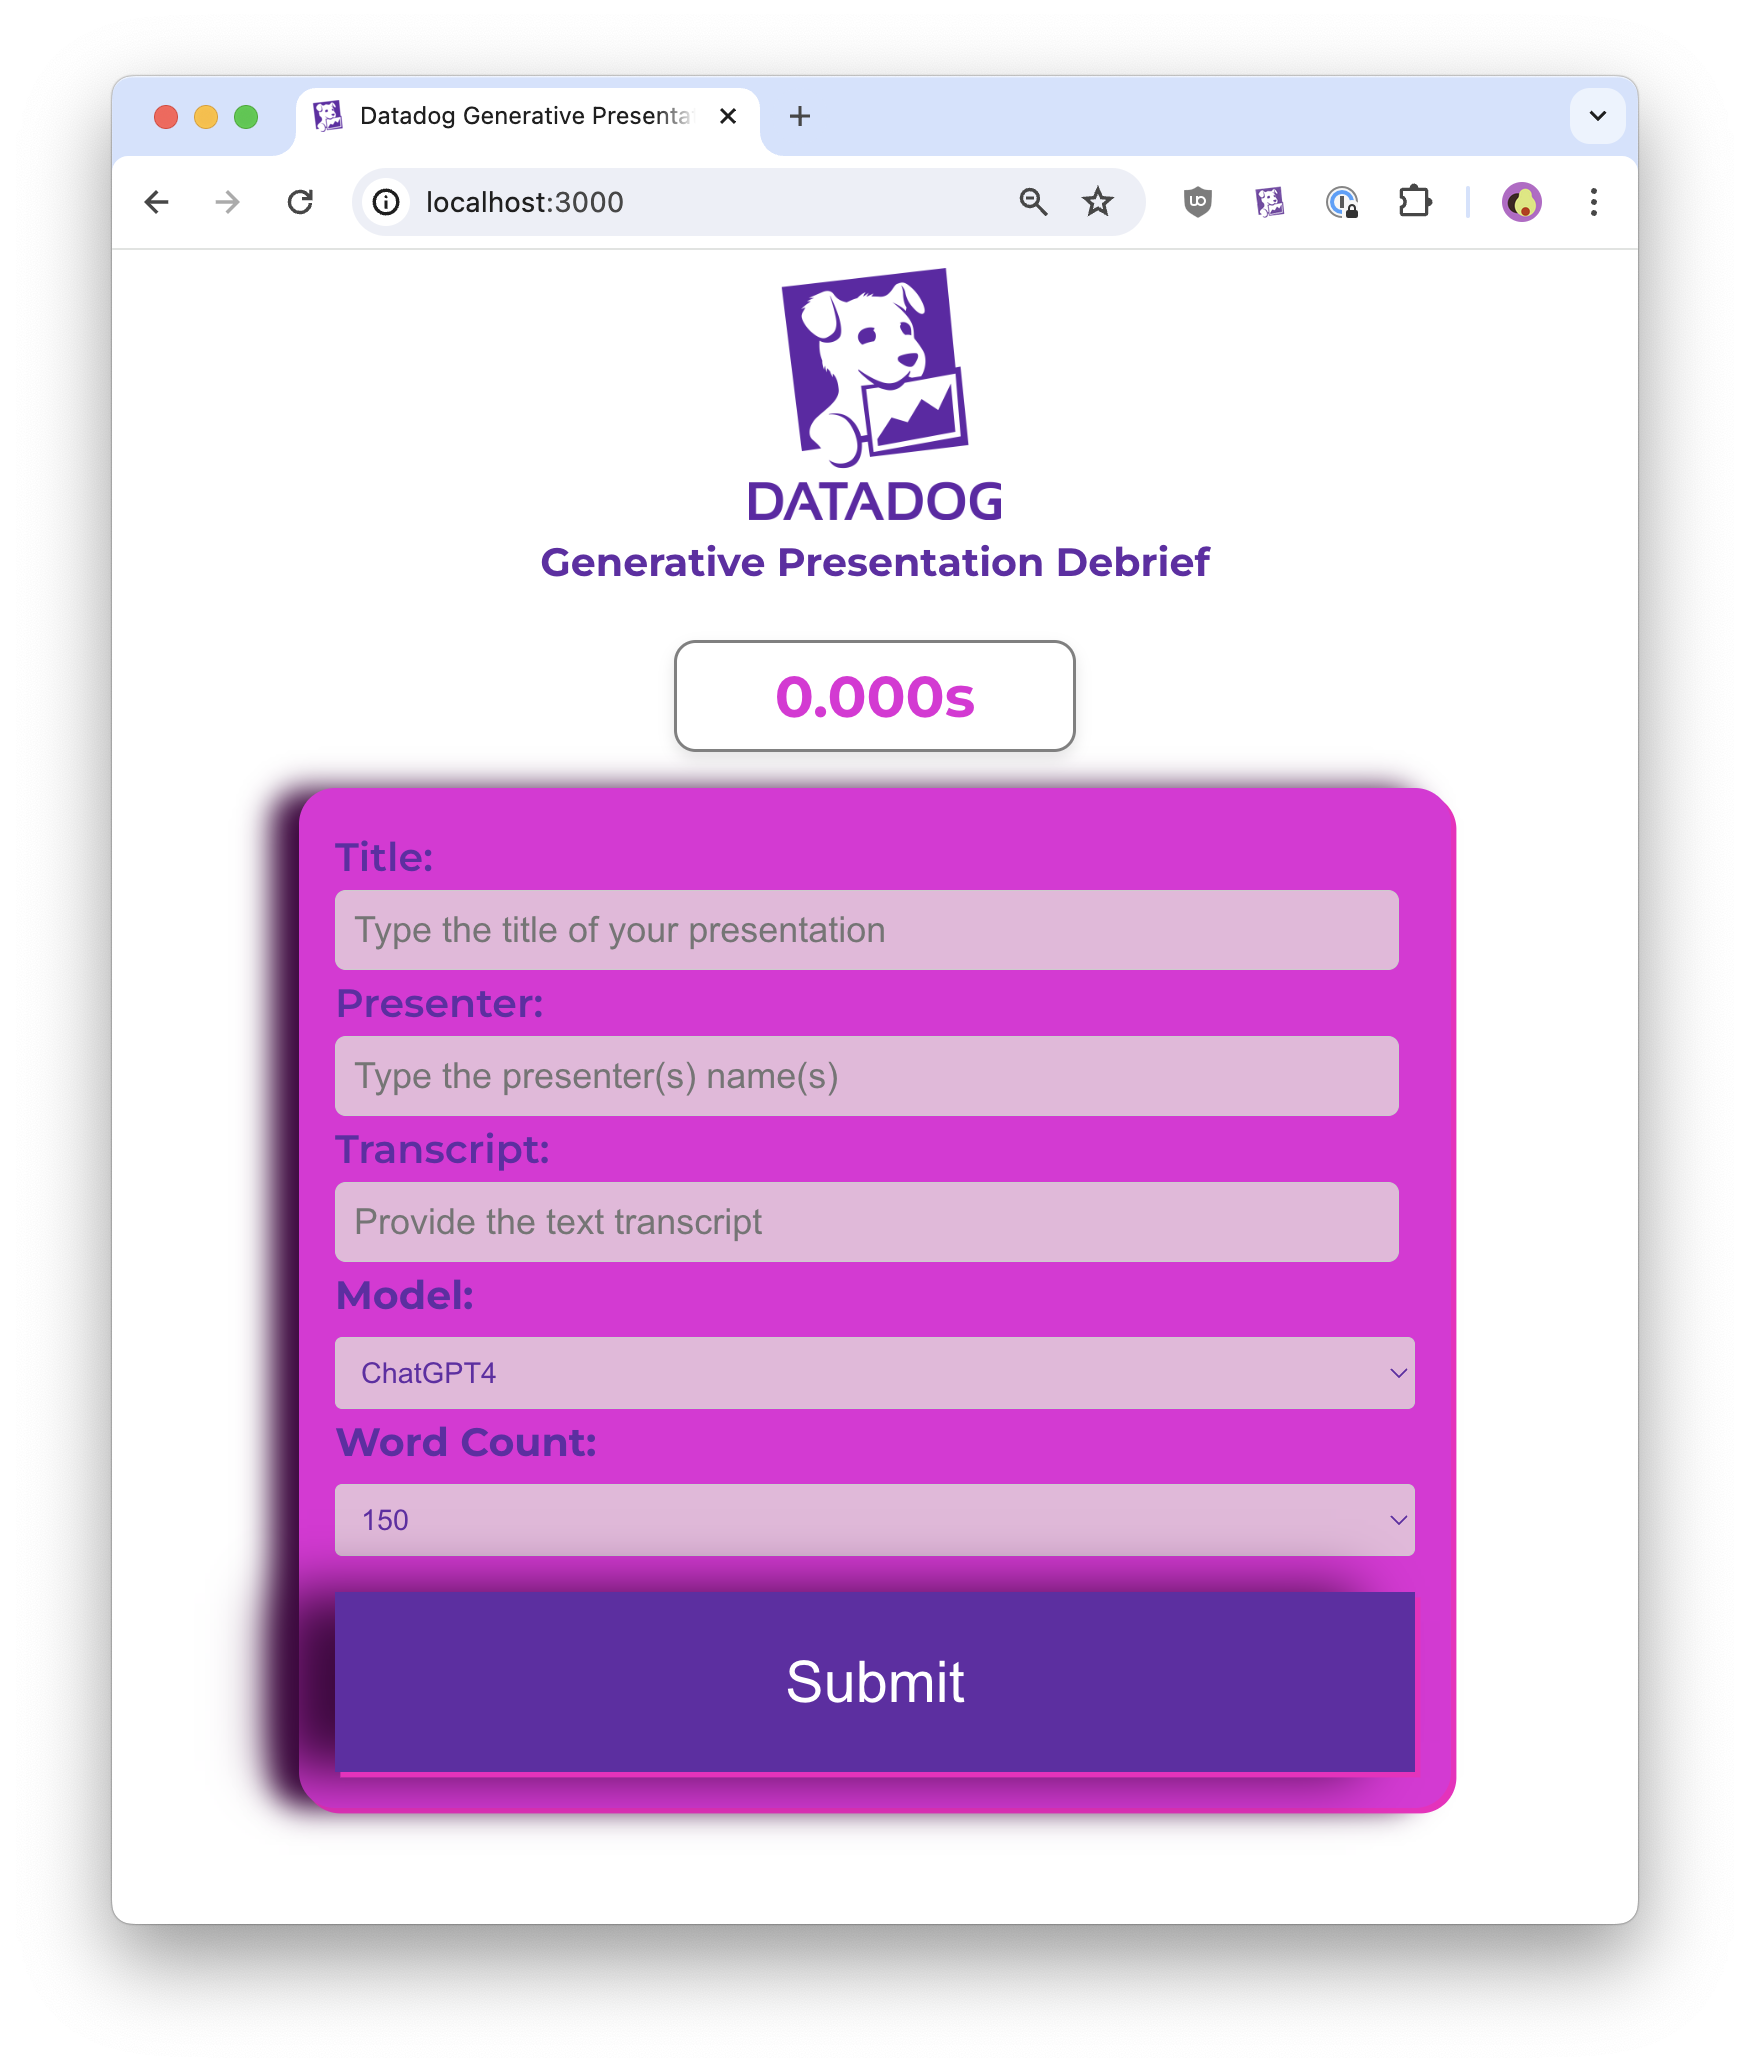 Datadog Generative Presenta
localhost:3000
DATADOG
Generative Presentation Debrief
0.000s
Title:
Type the title of your presentation
Presenter:
Type the presenter(s) name(s)
Transcript:
Provide the text transcript
Model:
ChatGPT4
Word Count:
150
Submit